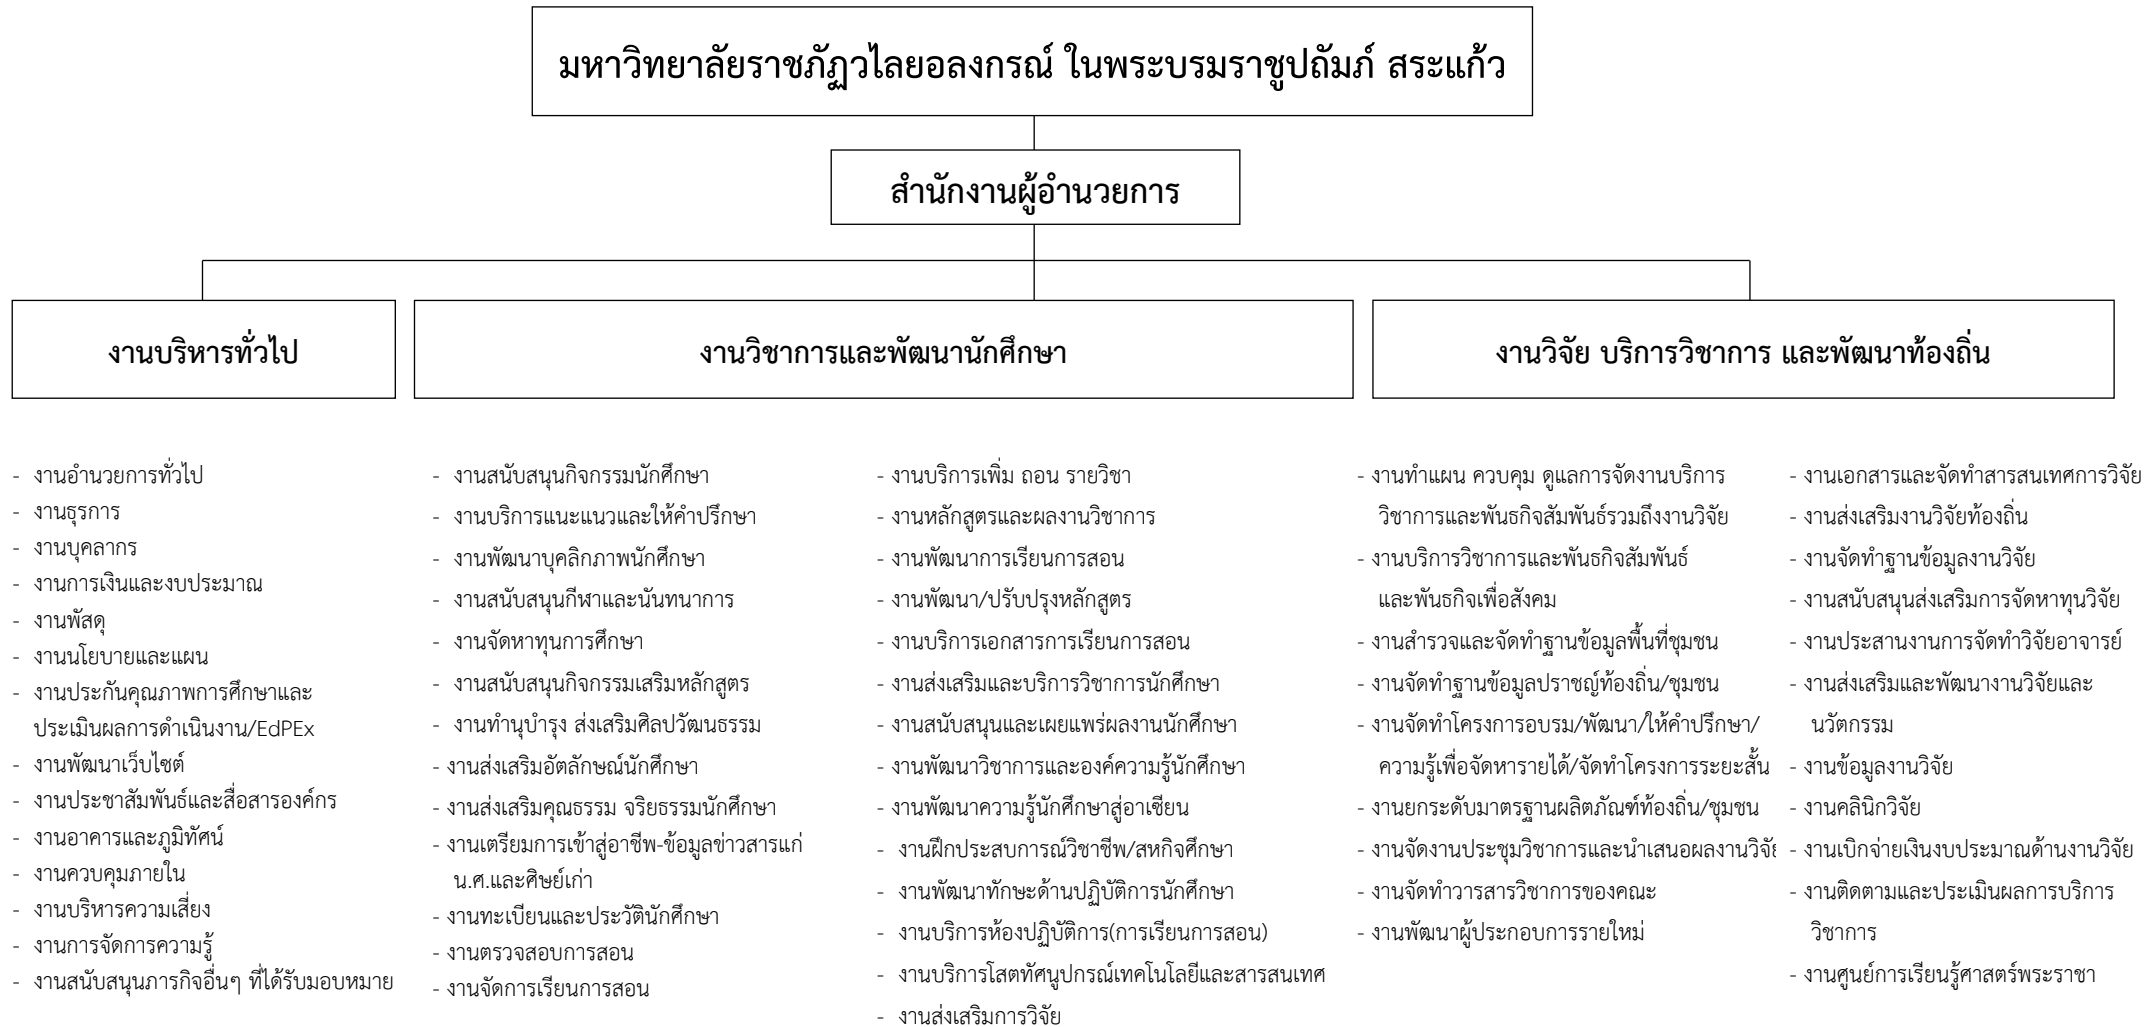 มหาวิทยาลัยราชภัฏวไลยอลงกรณ์ ในพระบรมราชูปถัมภ์ สระแก้ว
สำนักงานผู้อำนวยการ
งานบริหารทั่วไป
งานวิชาการและพัฒนานักศึกษา
งานวิจัย บริการวิชาการ และพัฒนาท้องถิ่น
- งานอำนวยการทั่วไป
- งานธุรการ
- งานบุคลากร
- งานการเงินและงบประมาณ
- งานพัสดุ
- งานนโยบายและแผน
- งานประกันคุณภาพการศึกษาและ
ประเมินผลการดำเนินงาน/EdPEx
- งานพัฒนาเว็บไซต์
- งานประชาสัมพันธ์และสื่อสารองค์กร
- งานอาคารและภูมิทัศน์
- งานควบคุมภายใน
- งานบริหารความเสี่ยง
- งานการจัดการความรู้
- งานสนับสนุนภารกิจอื่นๆ ที่ได้รับมอบหมาย
- งานสนับสนุนกิจกรรมนักศึกษา
- งานบริการแนะแนวและให้คำปรึกษา
- งานพัฒนาบุคลิกภาพนักศึกษา
- งานสนับสนุนกีฬาและนันทนาการ
- งานจัดหาทุนการศึกษา
- งานสนับสนุนกิจกรรมเสริมหลักสูตร
- งานทำนุบำรุง ส่งเสริมศิลปวัฒนธรรม
- งานส่งเสริมอัตลักษณ์นักศึกษา
- งานส่งเสริมคุณธรรม จริยธรรมนักศึกษา
- งานเตรียมการเข้าสู่อาชีพ-ข้อมูลข่าวสารแก่
น.ศ.และศิษย์เก่า
- งานทะเบียนและประวัตินักศึกษา
- งานตรวจสอบการสอน
- งานจัดการเรียนการสอน
- งานบริการเพิ่ม ถอน รายวิชา
- งานหลักสูตรและผลงานวิชาการ
- งานพัฒนาการเรียนการสอน
- งานพัฒนา/ปรับปรุงหลักสูตร
- งานบริการเอกสารการเรียนการสอน
- งานส่งเสริมและบริการวิชาการนักศึกษา
- งานสนับสนุนและเผยแพร่ผลงานนักศึกษา
- งานพัฒนาวิชาการและองค์ความรู้นักศึกษา
- งานพัฒนาความรู้นักศึกษาสู่อาเซียน
- งานฝึกประสบการณ์วิชาชีพ/สหกิจศึกษา
- งานพัฒนาทักษะด้านปฏิบัติการนักศึกษา
- งานบริการห้องปฏิบัติการ(การเรียนการสอน)
- งานบริการโสตทัศนูปกรณ์เทคโนโลยีและสารสนเทศ
- งานส่งเสริมการวิจัย
- งานทำแผน ควบคุม ดูแลการจัดงานบริการ
วิชาการและพันธกิจสัมพันธ์รวมถึงงานวิจัย
- งานบริการวิชาการและพันธกิจสัมพันธ์
และพันธกิจเพื่อสังคม
- งานสำรวจและจัดทำฐานข้อมูลพื้นที่ชุมชน
- งานจัดทำฐานข้อมูลปราชญ์ท้องถิ่น/ชุมชน
- งานจัดทำโครงการอบรม/พัฒนา/ให้คำปรึกษา/
ความรู้เพื่อจัดหารายได้/จัดทำโครงการระยะสั้น
- งานยกระดับมาตรฐานผลิตภัณฑ์ท้องถิ่น/ชุมชน
- งานจัดงานประชุมวิชาการและนำเสนอผลงานวิจัย
- งานจัดทำวารสารวิชาการของคณะ
- งานพัฒนาผู้ประกอบการรายใหม่
- งานเอกสารและจัดทำสารสนเทศการวิจัย
- งานส่งเสริมงานวิจัยท้องถิ่น
- งานจัดทำฐานข้อมูลงานวิจัย
- งานสนับสนุนส่งเสริมการจัดหาทุนวิจัย
- งานประสานงานการจัดทำวิจัยอาจารย์
- งานส่งเสริมและพัฒนางานวิจัยและ
นวัตกรรม
- งานข้อมูลงานวิจัย
- งานคลินิกวิจัย
- งานเบิกจ่ายเงินงบประมาณด้านงานวิจัย
- งานติดตามและประเมินผลการบริการ
วิชาการ
- งานศูนย์การเรียนรู้ศาสตร์พระราชา